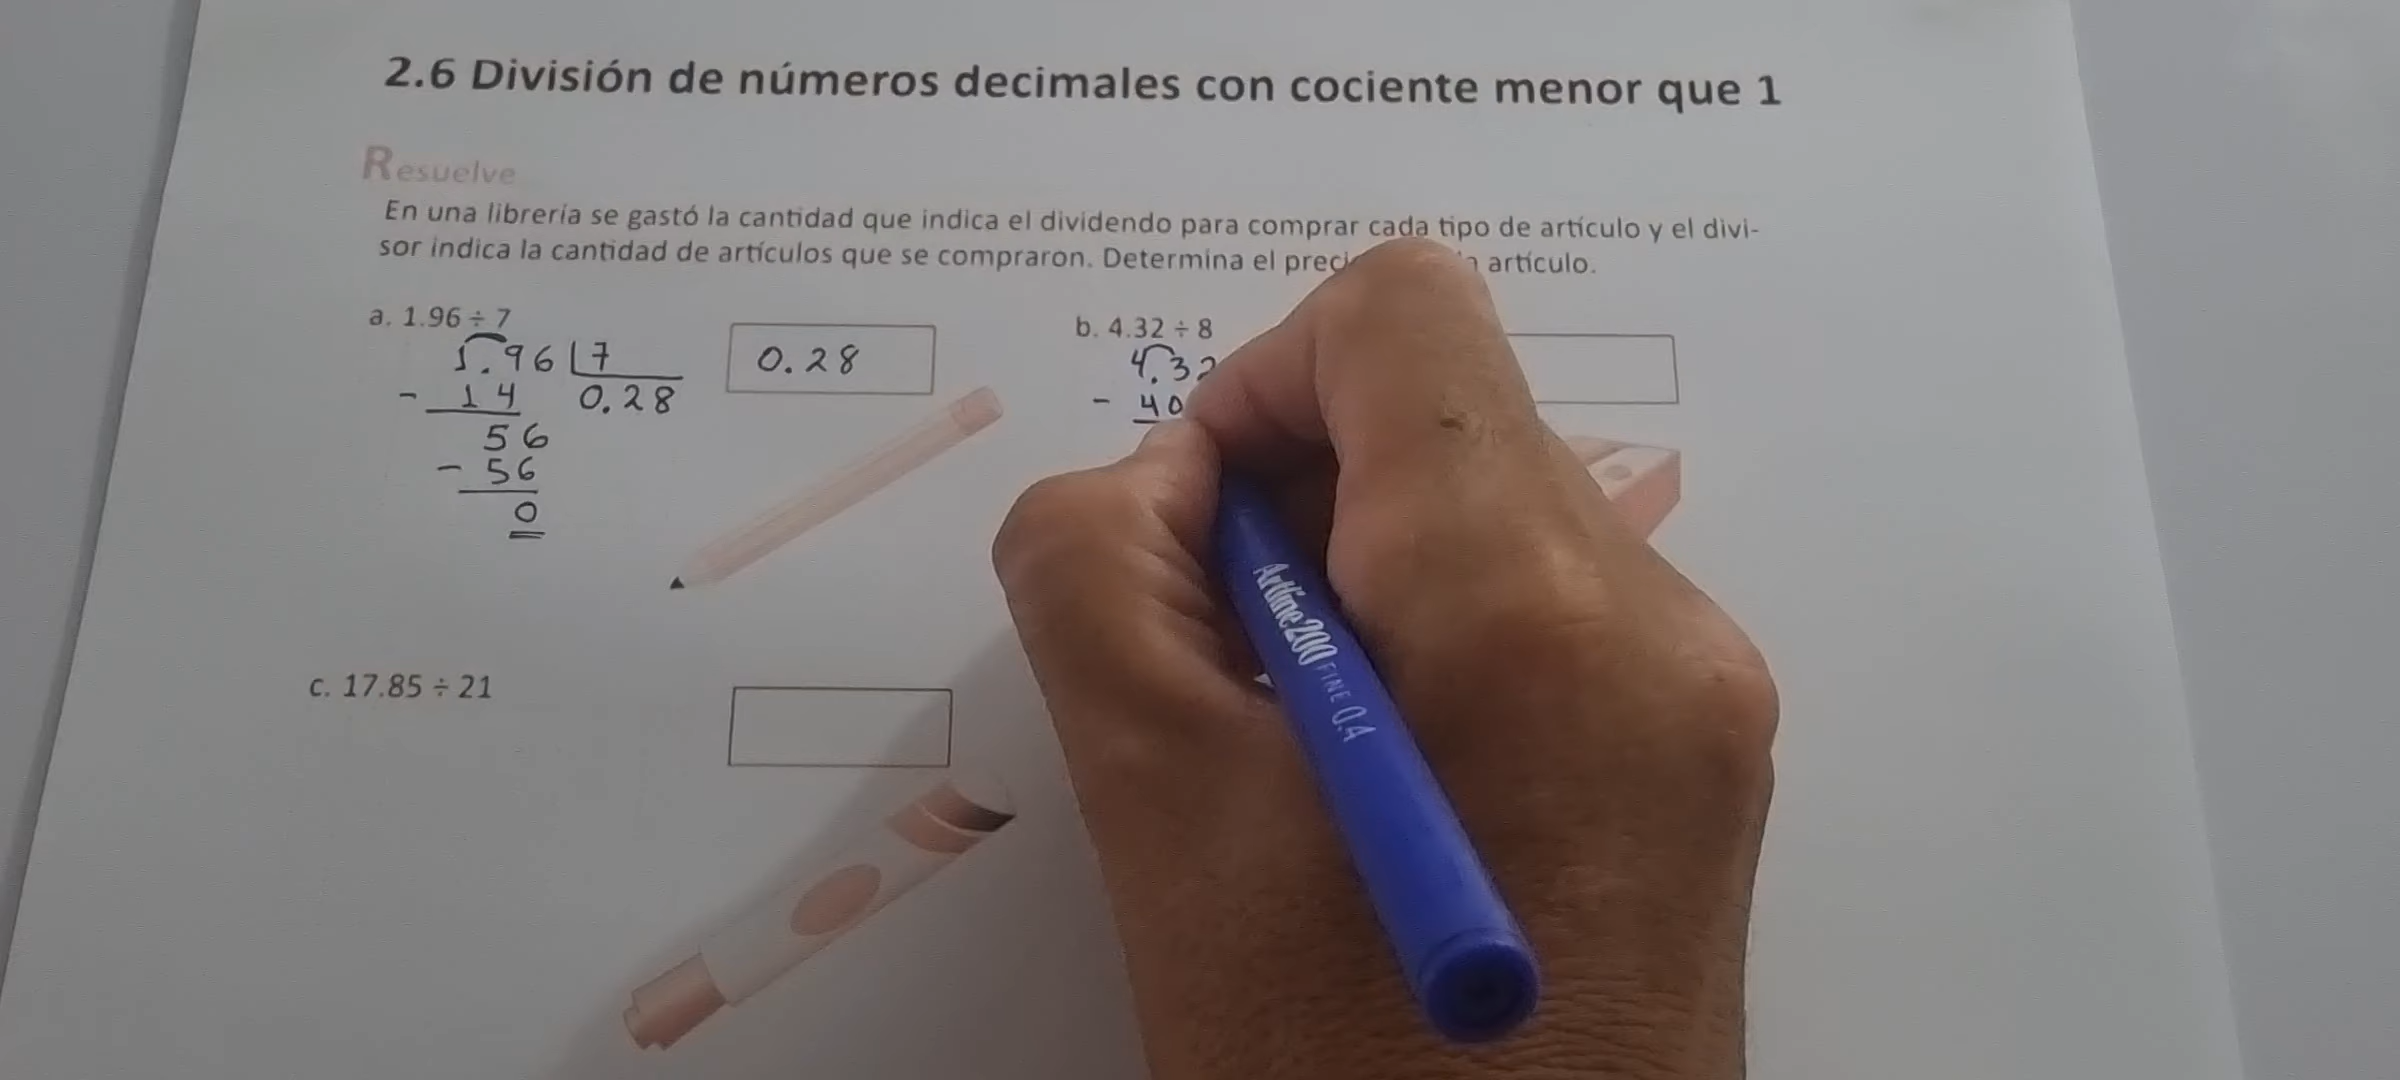 2.6 División de números decimales con cociente menor que 1
Resuelve
En una librería se gastó la cantidad que indica el dividendo para comprar cada tipo de artículo y el divi-
sor indica la cantidad de artículos que se compraron. Determina el artículo.
a. 1.96 ÷ 7
1.96 7
- 14 0.28
56
- 56
0
0.28
b. 4.32 ÷ 8
4.32
- 40
c. 17.85 ÷ 21
Artline 200 FINE 0.4